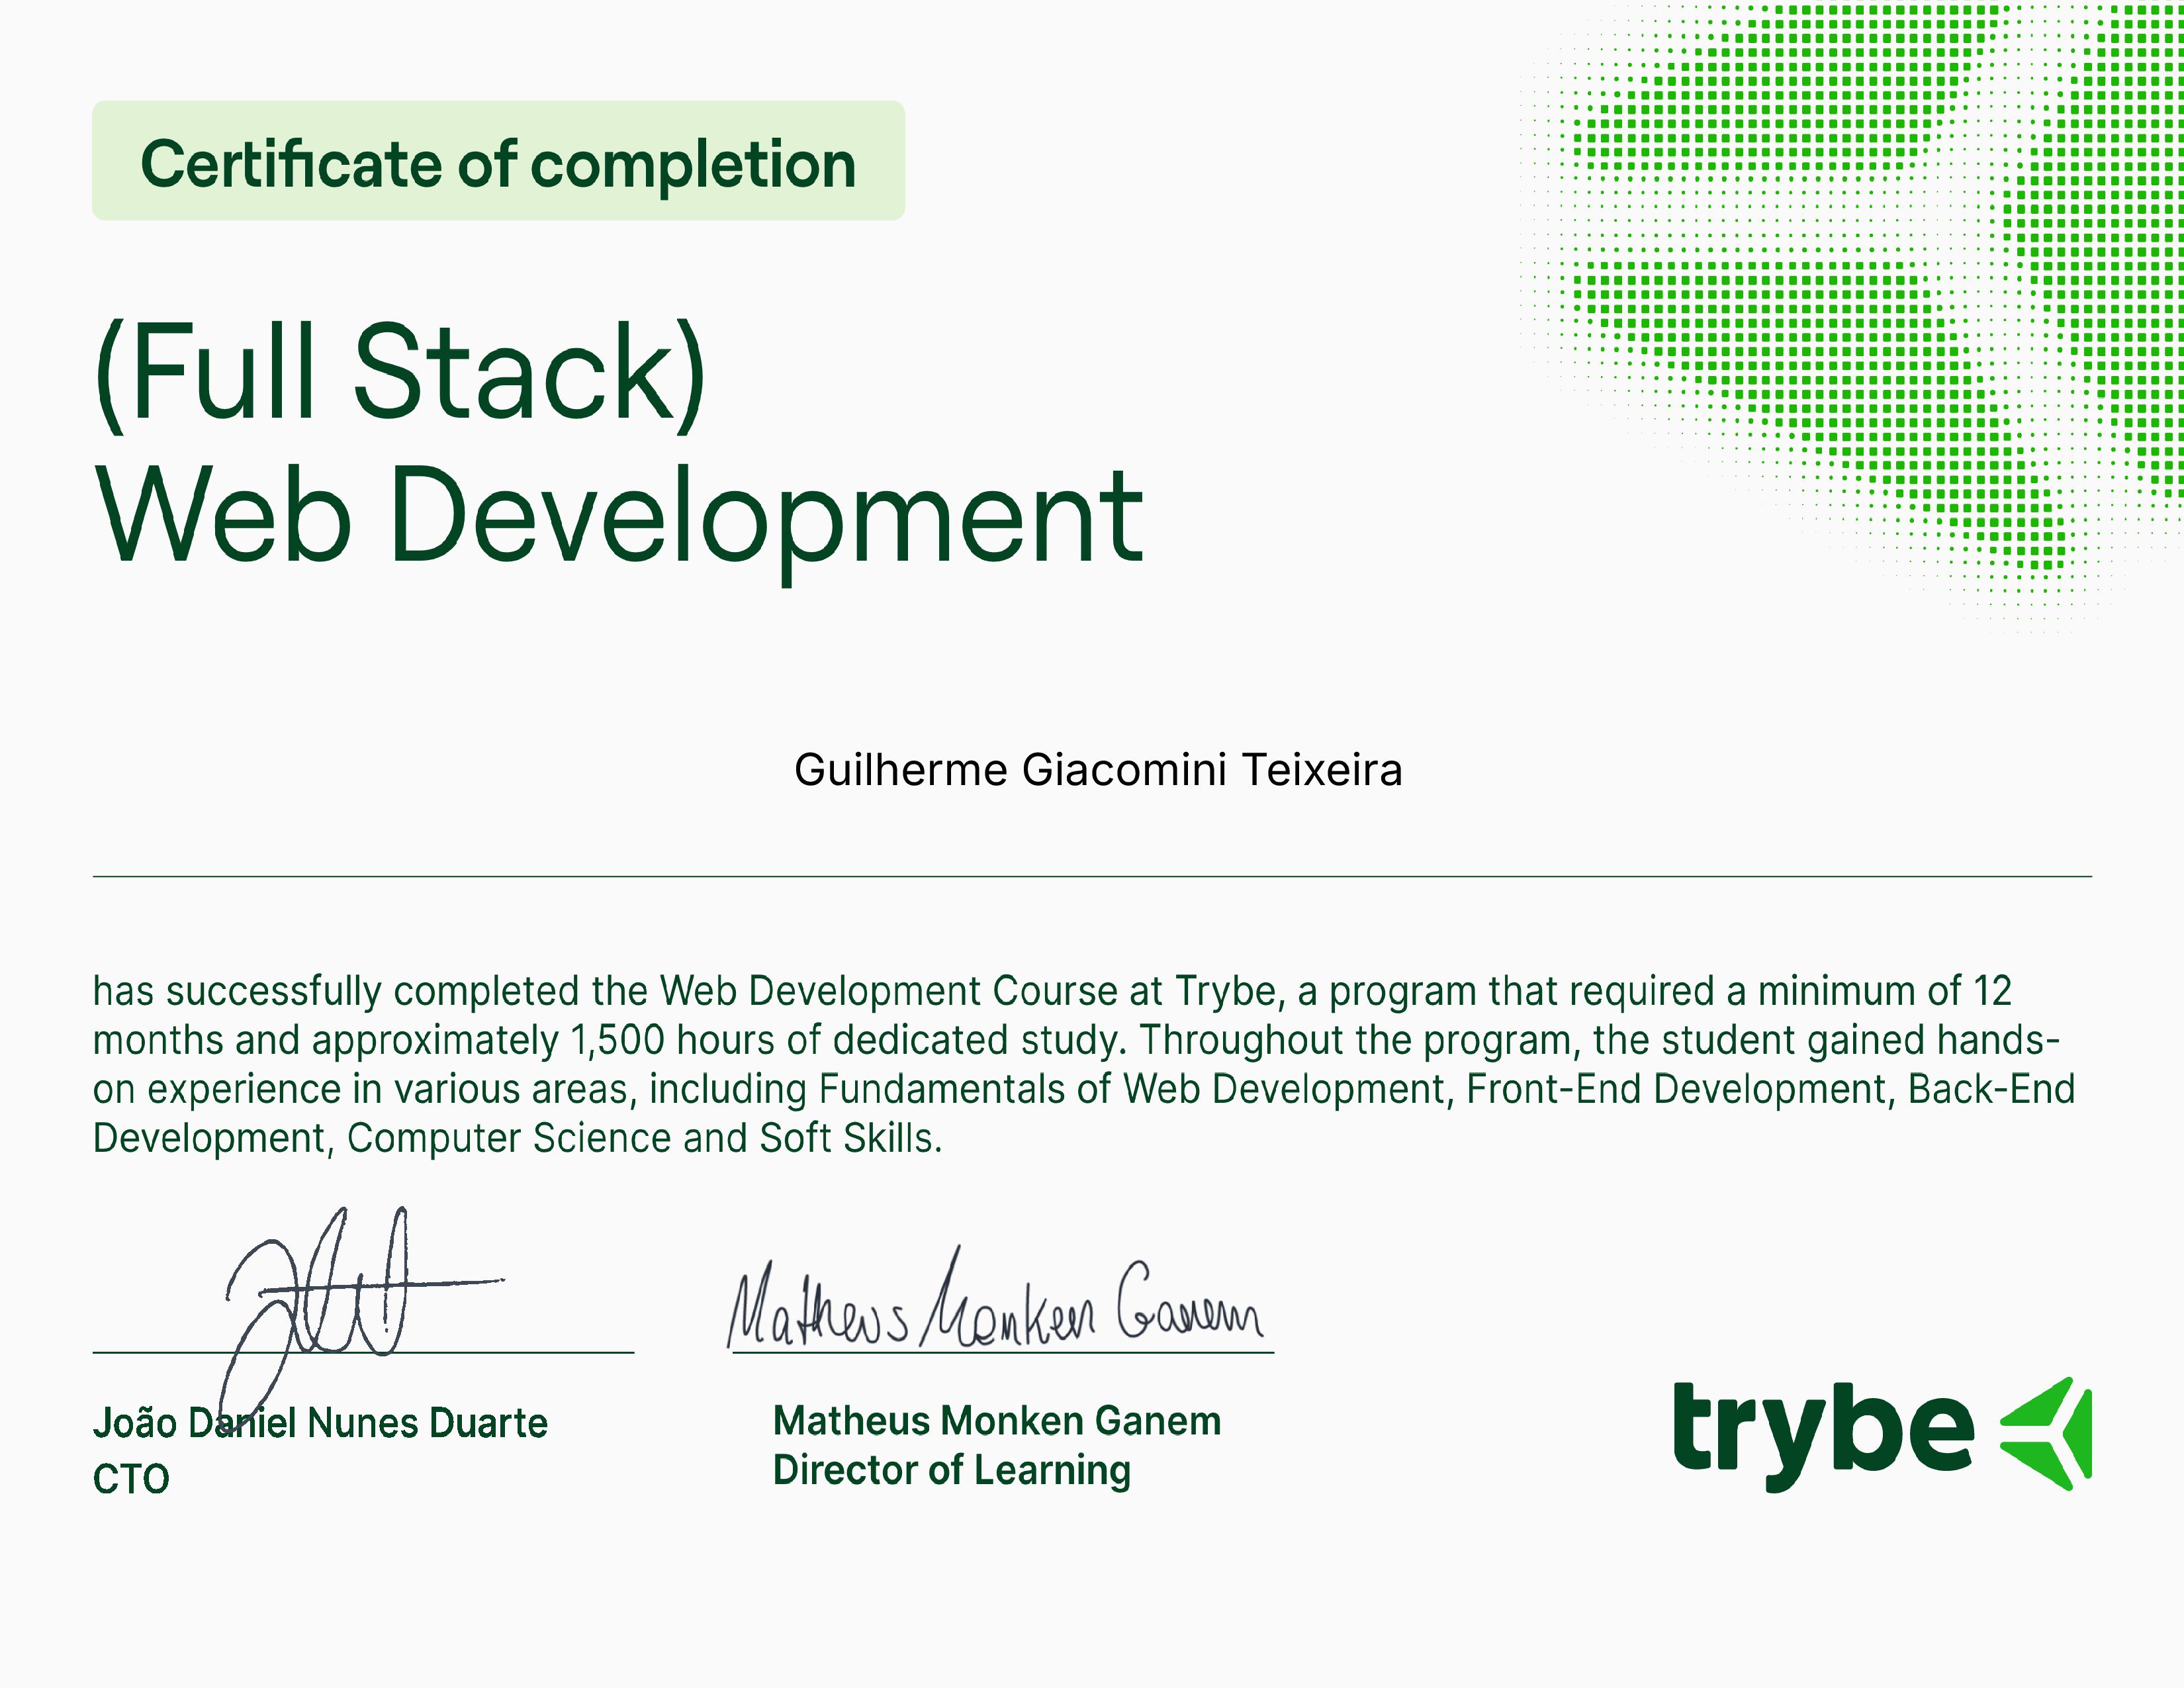 Certificate of completion
(Full Stack)
Web Development
Guilherme Giacomini Teixeira
has successfully completed the Web Development Course at Trybe, a program that required a minimum of 12
months and approximately 1,500 hours of dedicated study. Throughout the program, the student gained hands-
on experience in various areas, including Fundamentals of Web Development, Front-End Development, Back-End
Development, Computer Science and Soft Skills.
Matheus Monken Ganem
João Daniel Nunes Duarte
CTO
Matheus Monken Ganem
Director of Learning
trybe